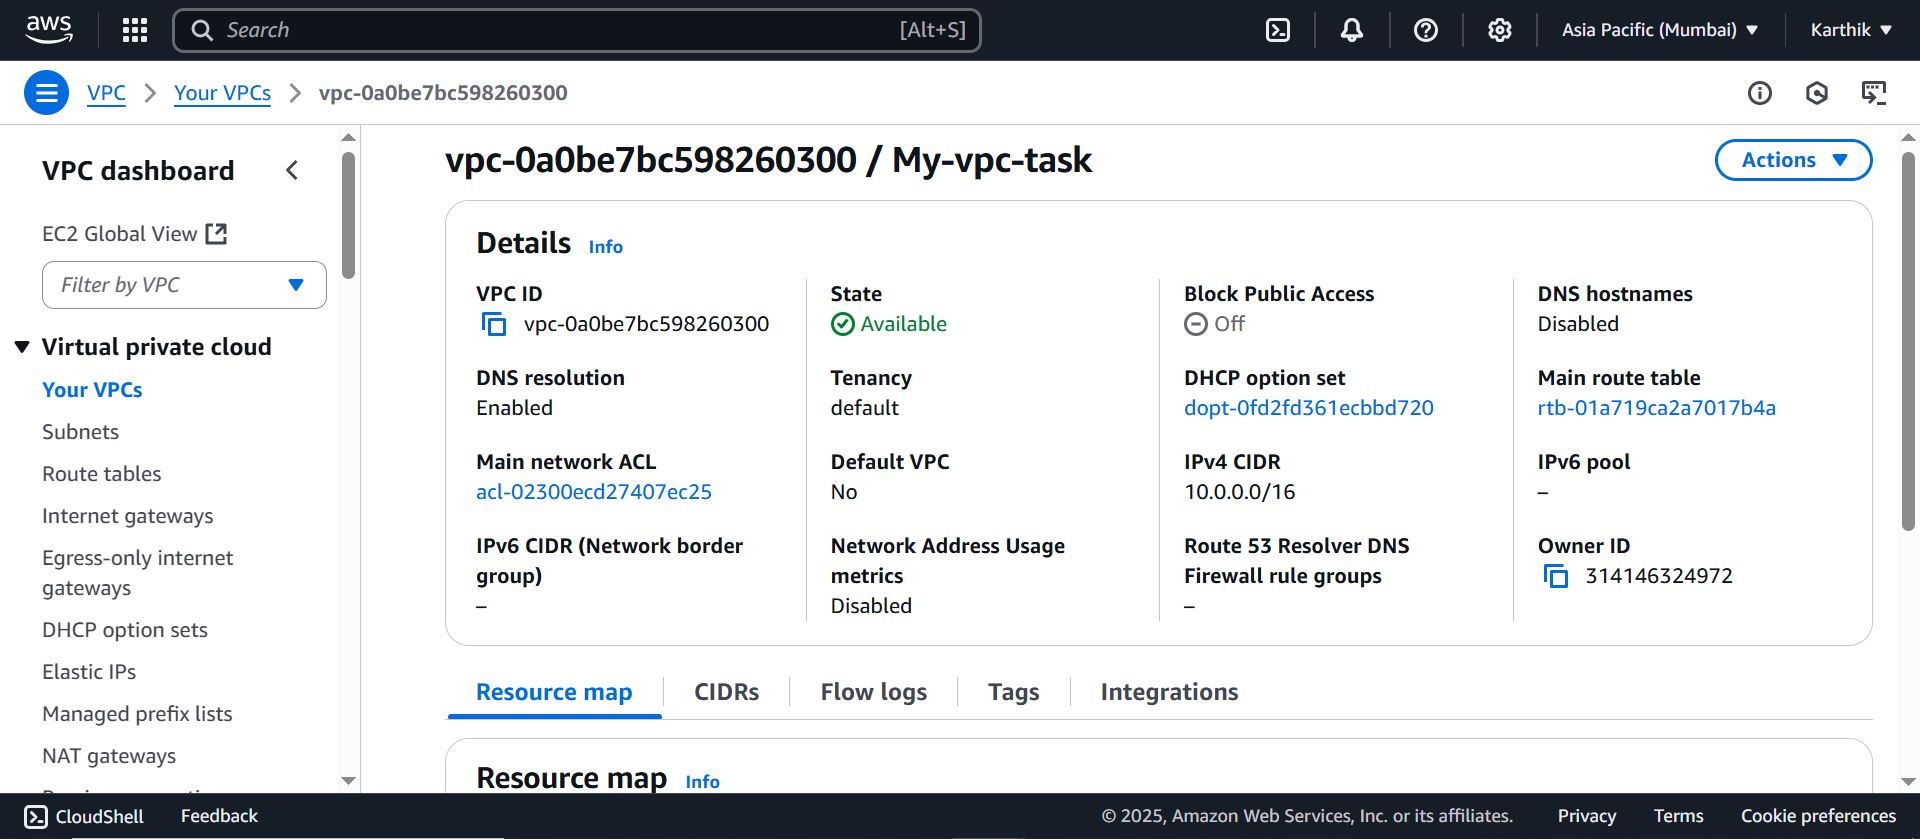 aws
Search
[Alt+S]
Asia Pacific (Mumbai)
Karthik
VPC
Your VPCs
vpc-0a0be7bc598260300
VPC dashboard
EC2 Global View
Filter by VPC
Virtual private cloud
Your VPCs
Subnets
Route tables
Internet gateways
Egress-only internet
gateways
DHCP option sets
Elastic IPs
Managed prefix lists
NAT gateways
vpc-0a0be7bc598260300 / My-vpc-task
Actions
Details Info
VPC ID
vpc-0a0be7bc598260300
State
Available
Block Public Access
Off
DNS hostnames
Disabled
DNS resolution
Enabled
Tenancy
default
DHCP option set
dopt-0fd2fd361ecbbd720
Main route table
rtb-01a719ca2a7017b4a
Main network ACL
acl-02300ecd27407ec25
Default VPC
No
IPv4 CIDR
10.0.0.0/16
IPv6 pool
–
IPv6 CIDR (Network border
group)
–
Network Address Usage
metrics
Disabled
Route 53 Resolver DNS
Firewall rule groups
–
Owner ID
314146324972
Resource map
CIDRs
Flow logs
Tags
Integrations
Resource map Info
CloudShell
Feedback
© 2025, Amazon Web Services, Inc. or its affiliates.
Privacy
Terms
Cookie preferences